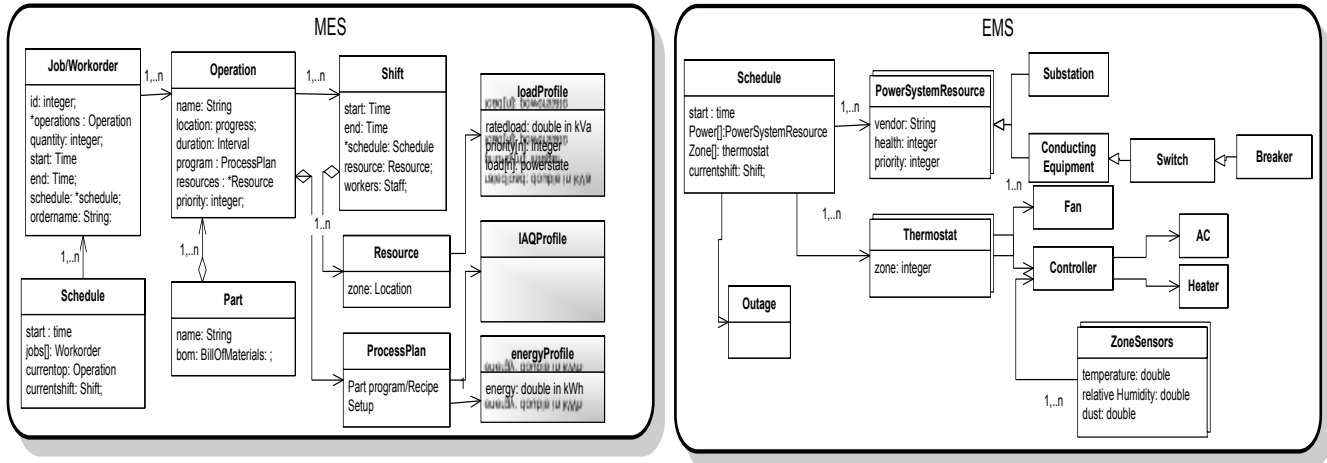 MES
Job/Workorder
id: integer;
*operations : Operation
quantity: integer;
start: Time
end: Time;
schedule: *schedule;
ordername: String:
1,..n
Operation
name: String
location: progress;
duration: Interval
program : ProcessPlan
resources : *Resource
priority: integer;
1,..n
Shift
start: Time
end: Time
*schedule: Schedule
resource: Resource;
workers: Staff;
loadProfile
ratedload: double in kVa
priority[n]: Integer
load[n]: powerstate
1,..n
1,..n
1..n
Schedule
start : time
jobs[]: Workorder
currentop: Operation
currentshift: Shift;
Part
name: String
bom: BillOfMaterials: ;
Resource
zone: Location
IAQProfile
ProcessPlan
Part program/Recipe
Setup
1
energyProfile
energy: double in kWh
EMS
Schedule
start : time
Power[]:PowerSystemResource
Zone[]: thermostat
currentshift: Shift;
1,..n
PowerSystemResource
vendor: String
health: integer
priority: integer
Substation
Conducting
Equipment
Switch
Breaker
1,..n
Thermostat
zone: integer
1..n
Fan
Controller
AC
Heater
Outage
ZoneSensors
temperature: double
relative Humidity: double
dust: double
1,..n